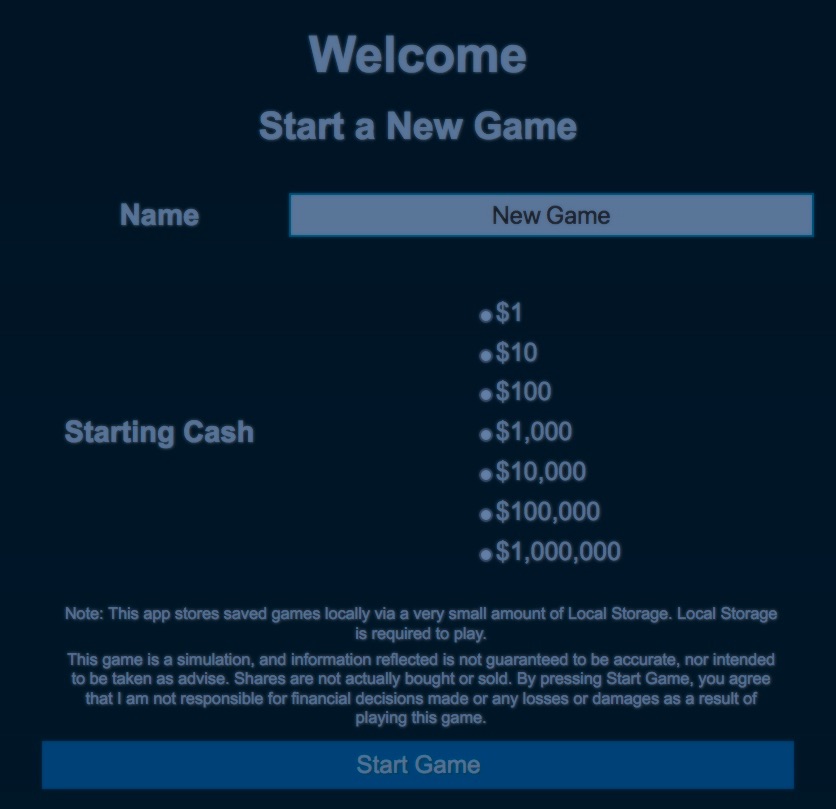 Welcome
Start a New Game
Name
New Game
Starting Cash
$1
$10
$100
$1,000
$10,000
$100,000
$1,000,000
Note: This app stores saved games locally via a very small amount of Local Storage. Local Storage
is required to play.
This game is a simulation, and information reflected is not guaranteed to be accurate, nor intended
to be taken as advise. Shares are not actually bought or sold. By pressing Start Game, you agree
that I am not responsible for financial decisions made or any losses or damages as a result of
playing this game.
Start Game